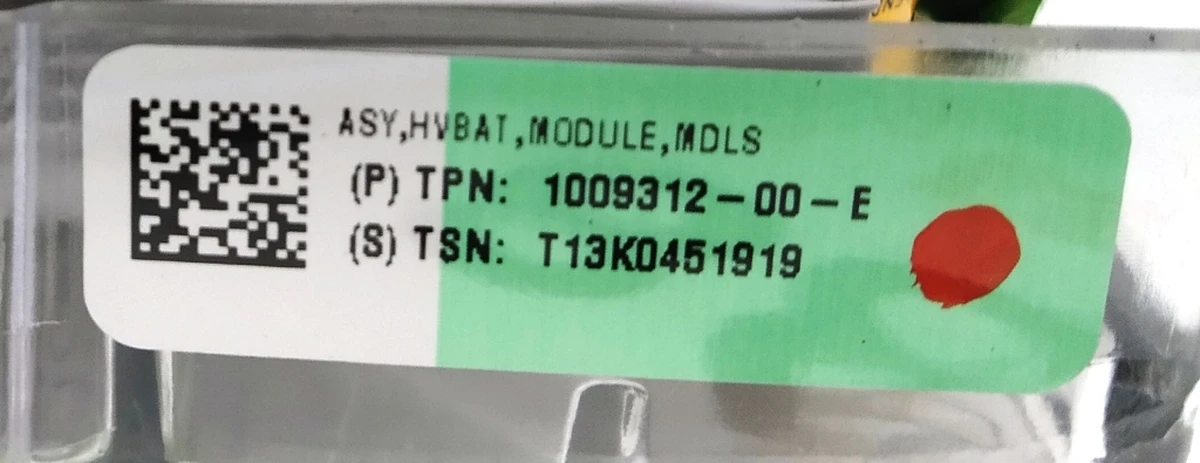 ASY,HVBAT,MODULE,MDLS
(P) TPN: 1009312-00-E
(S) TSN: T13K0451919